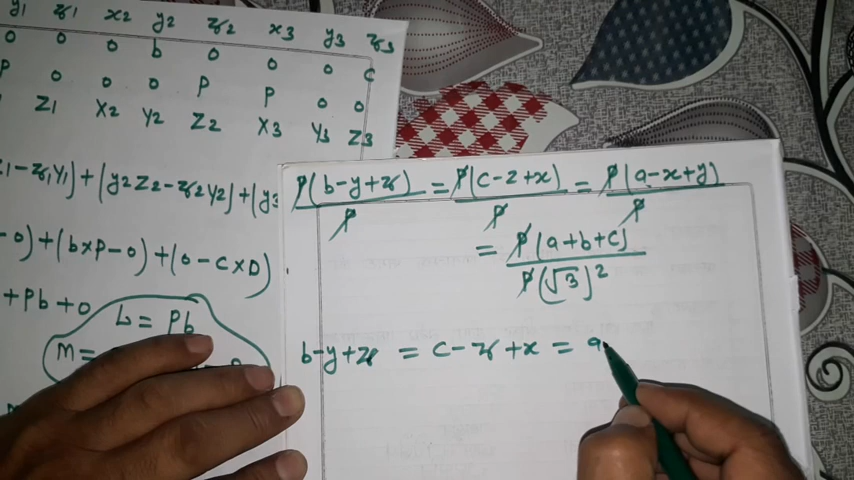 y1 z1 x2 y2 z2 x3 y3 z3
0 0 0 b 0 0 0 c
P 0 0 0 P P 0 0
Z1 X2 Y2 Z2 X3 Y3 Z3
z1 - z1Y1) + (y2Z2 - z2Y2) + (y3
-0) + (b×P-0) + (0-C×0)
+Pb+0
L = Pb
M =
P(b-y+z)/P = P(c-z+x)/P = P(a-x+y)/P
= P(a+b+c)/P(√3)²
b-y+z = c-z+x = a